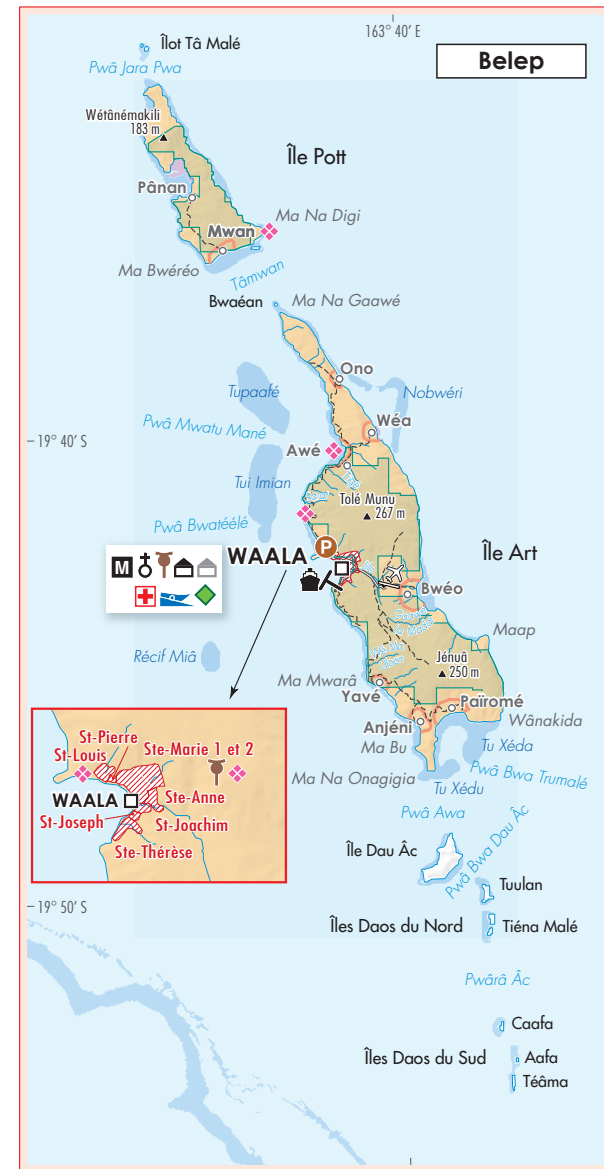 163° 40' E
Belep
Îlot Tâ Malé
Pwâ Jara Pwa
Wétânémakili
183 m
Île Pott
Pânan
Ma Na Digi
Mwan
Ma Bwéréo
Tâmwan
Bwaéan
Ma Na Gaawé
Ono
Tupaafé
Nobwéri
Pwâ Mwatu Mané
Wéa
19° 40' S
Awé
Tui Imian
Tolé Munu
267 m
Pwâ Bwatéélé
WAALA
P
Île Art
M
Bwéo
Maap
Récif Miâ
Jénuâ
250 m
Ma Mwarâ
Yavé
Païromé
Wânakida
Anjéni
Ma Bu
Tu Xéda
Pwâ Bwa Trumalé
Ma Na Onagigia
Tu Xédu
St-Pierre
Ste-Marie 1 et 2
St-Louis
WAALA
Ste-Anne
St-Joseph
St-Joachim
Ste-Thérèse
Pwâ Awa
Île Dau Âc
Pwâ Bwa Dau Âc
Tuulan
19° 50' S
Îles Daos du Nord
Tiéna Malé
Pwârâ Âc
Caafa
Îles Daos du Sud
Aafa
Téâma